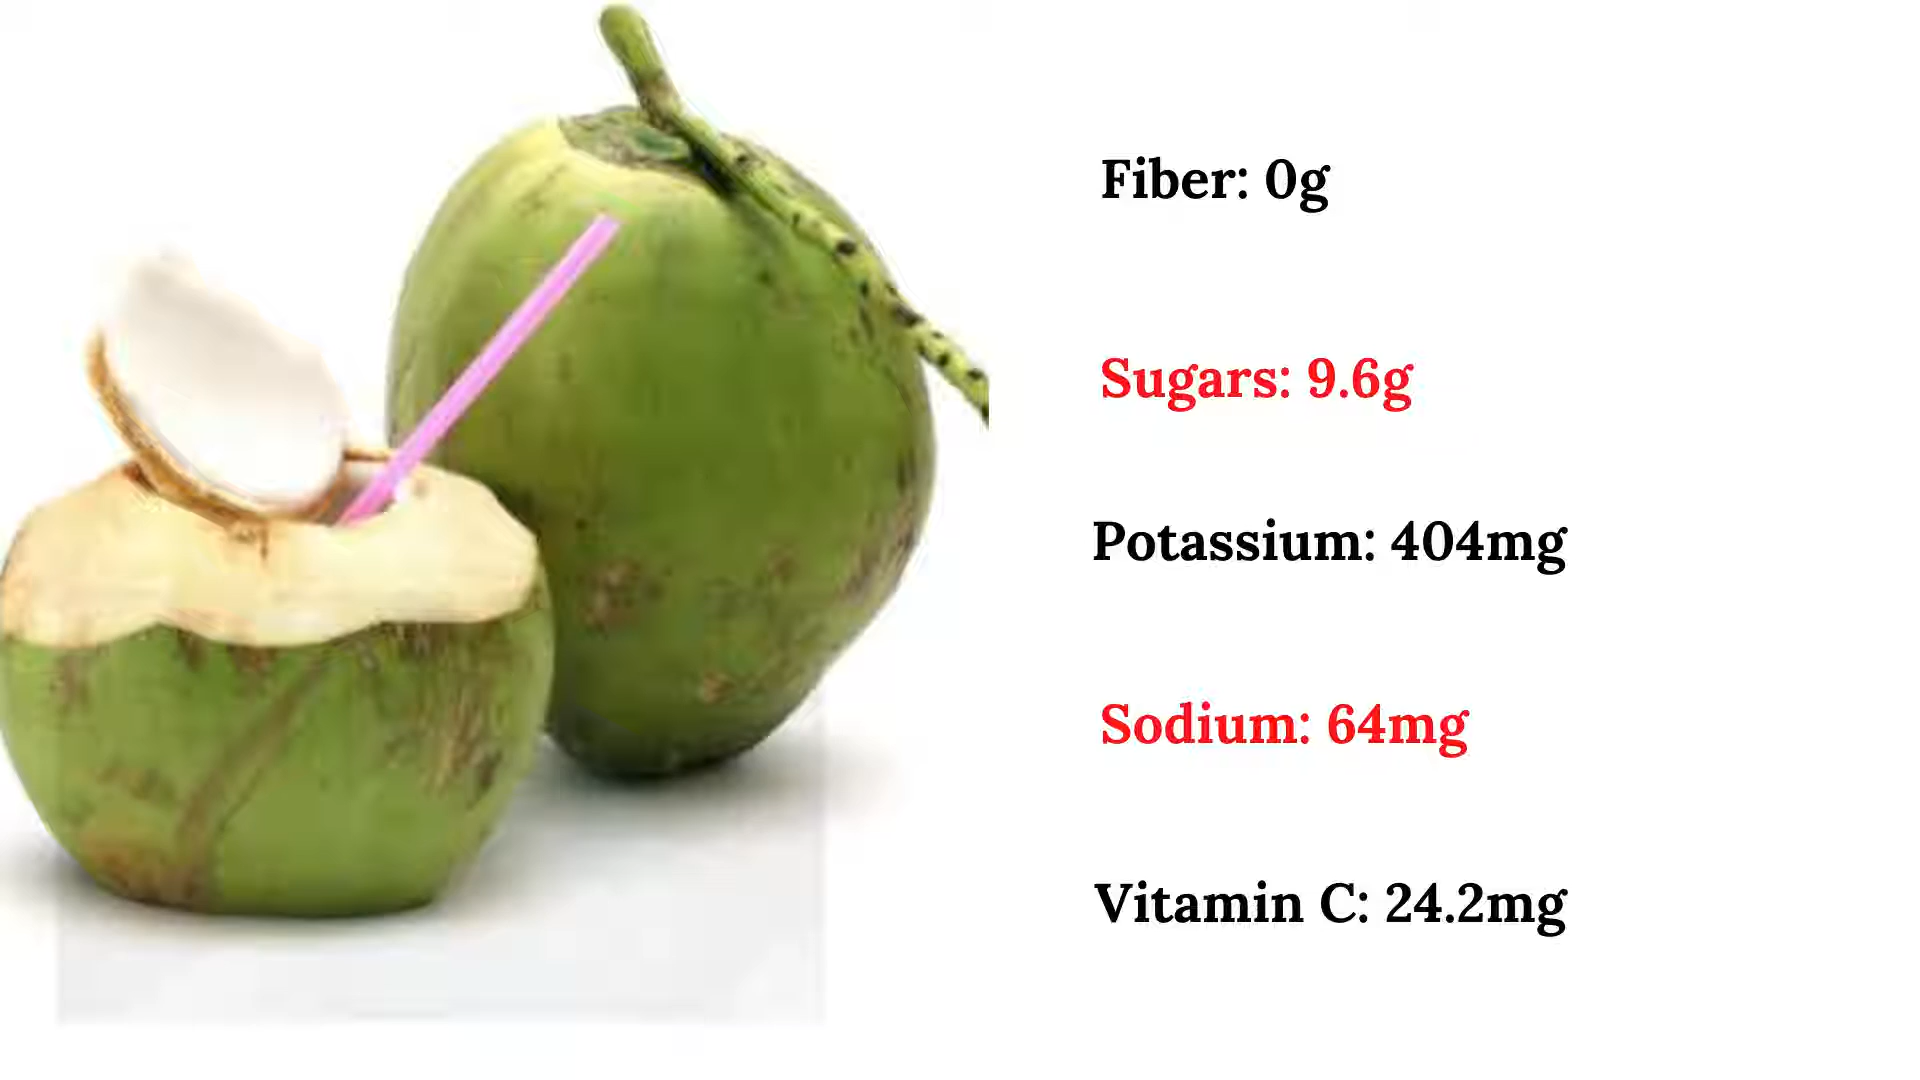 Fiber: 0g
Sugars: 9.6g
Potassium: 404mg
Sodium: 64mg
Vitamin C: 24.2mg